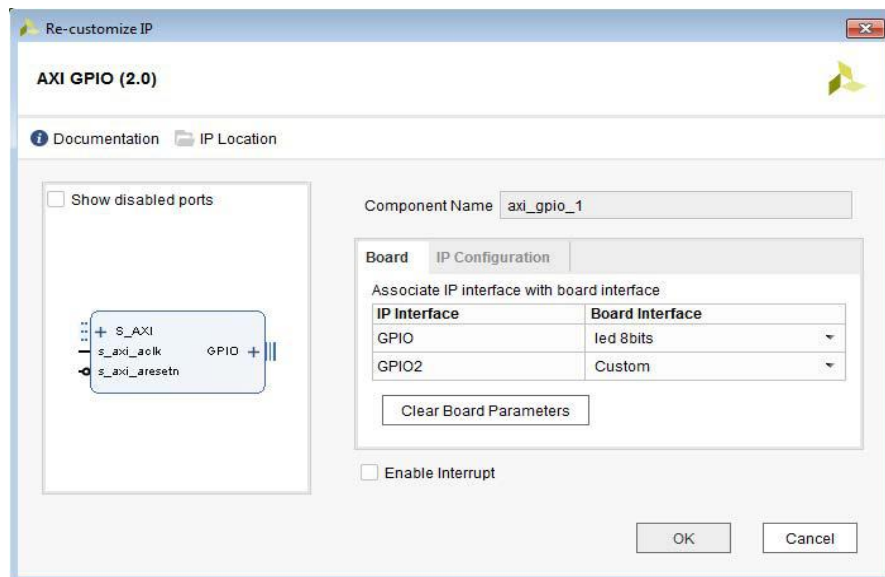 Re-customize IP
AXI GPIO (2.0)
Documentation IP Location
Show disabled ports
S_AXI
s_axi_aclk GPIO
s_axi_aresetn
Component Name axi_gpio_1
Board IP Configuration
Associate IP interface with board interface
IP Interface Board Interface
GPIO led 8bits
GPIO2 Custom
Clear Board Parameters
Enable Interrupt
OK Cancel